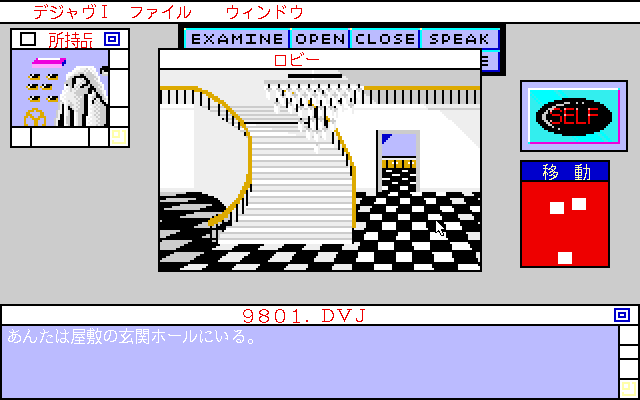 デジャヴⅠ ファイル ウィンドウ
所持品
EXAMINE OPEN CLOSE SPEAK
E
ロビー
SELF
移 動
9801. DVJ
あんたは屋敷の玄関ホールにいる。